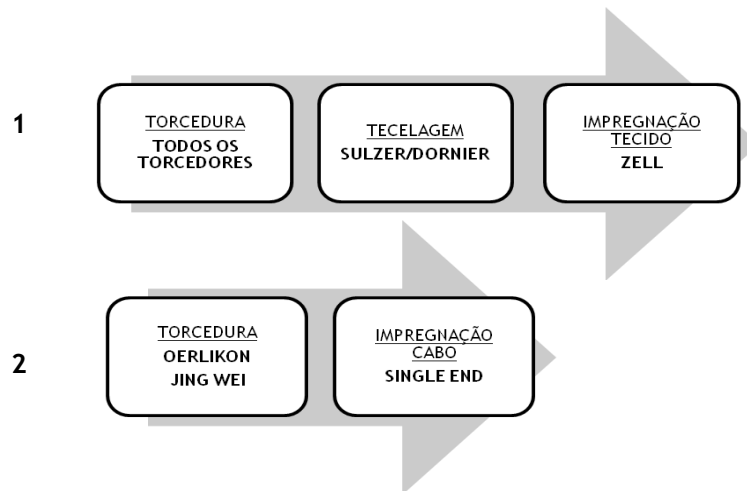 1
TORCEDURA
TODOS OS
TORCEDORES
TECELAGEM
SULZER/DORNIER
IMPREGNAÇÃO
TECIDO
ZELL
2
TORCEDURA
OERLIKON
JING WEI
IMPREGNAÇÃO
CABO
SINGLE END